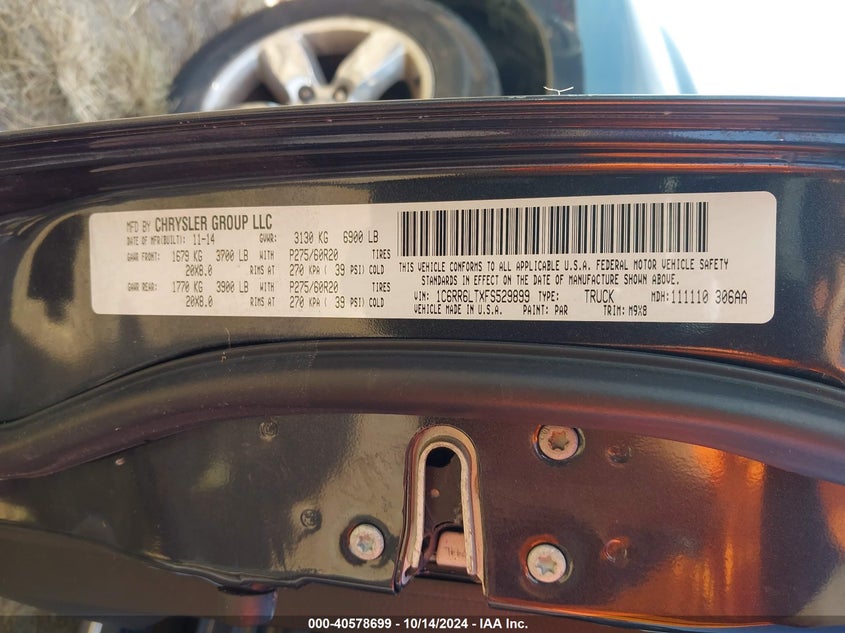 MFD BY CHRYSLER GROUP LLC
DATE OF MFR(BUILT): 11-14 GVWR: 3130 KG 6900 LB
GAWR FRONT: 1679 KG 3700 LB WITH P275/60R20 TIRES
20X8.0 RIMS AT 270 KPA ( 39 PSI) COLD
GAWR REAR: 1770 KG 3900 LB WITH P275/60R20 TIRES
20X8.0 RIMS AT 270 KPA ( 39 PSI) COLD
THIS VEHICLE CONFORMS TO ALL APPLICABLE U.S.A. FEDERAL MOTOR VEHICLE SAFETY
STANDARDS IN EFFECT ON THE DATE OF MANUFACTURE SHOWN ABOVE.
VIN: 1C6RR6LTXFS529899 TYPE: TRUCK MDH: 111110 306AA
VEHICLE MADE IN U.S.A. PAINT: PAR TRIM: M9X8
000-40578699 - 10/14/2024 - IAA Inc.